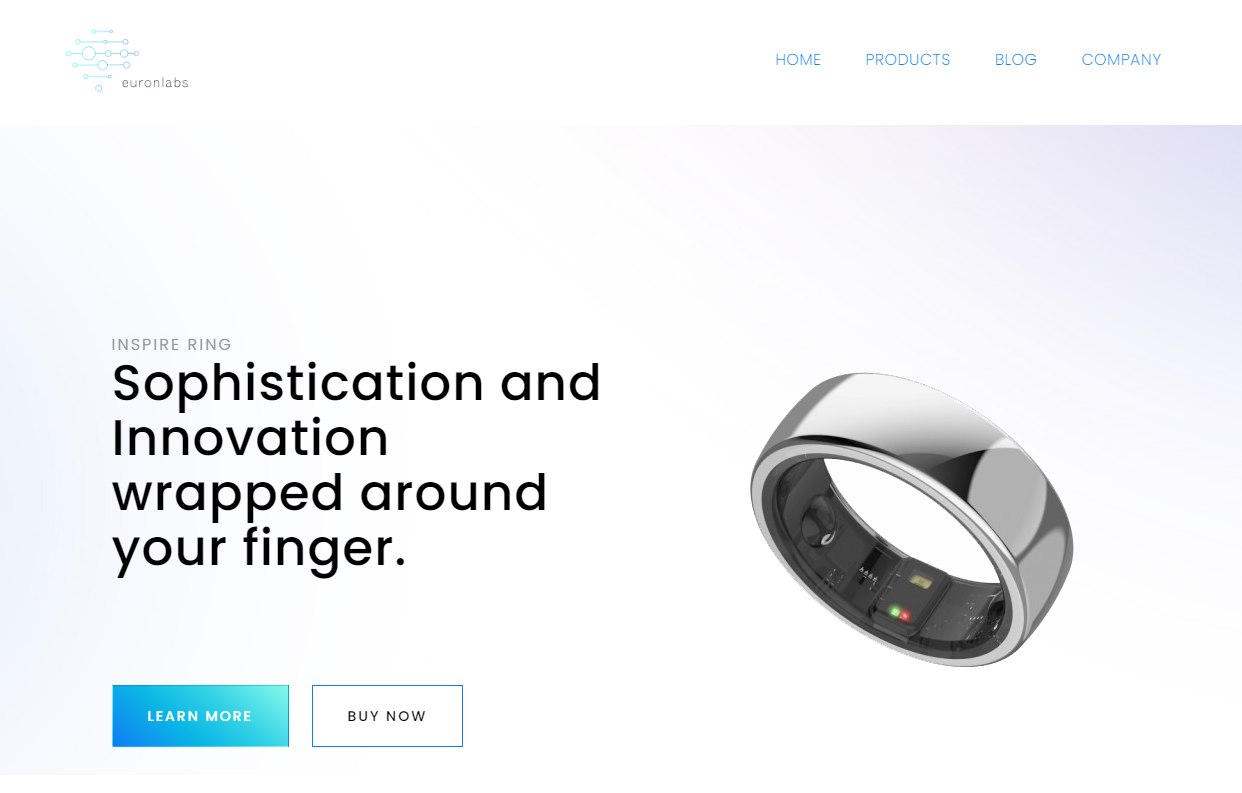 euronlabs
HOME PRODUCTS BLOG COMPANY
INSPIRE RING
Sophistication and
Innovation
wrapped around
your finger.
LEARN MORE BUY NOW